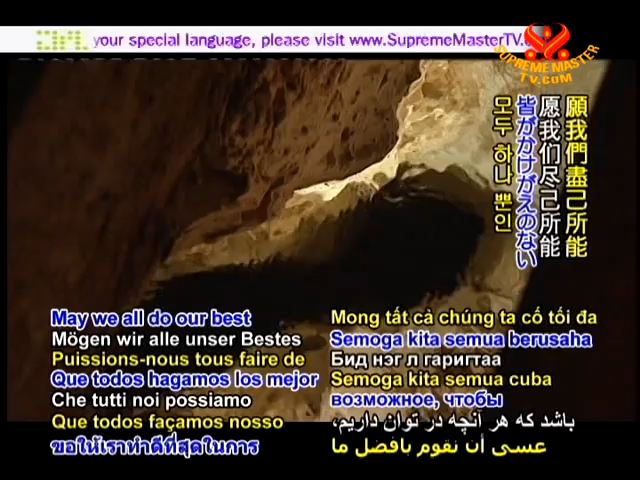 your special language, please visit www.SupremeMasterTV.
SUPREME MASTER
TV.COM
願我們盡己所能
愿我们尽己所能
皆がかけがえのない
모두 하나 뿐인
May we all do our best
Mögen wir alle unser Bestes
Puissions-nous tous faire de
Que todos hagamos los mejor
Che tutti noi possiamo
Que todos façamos nosso
ขอให้เราทำดีที่สุดในการ
Mong tất cả chúng ta cố tối đa
Semoga kita semua berusaha
Бид нэг л гаригтаа
Semoga kita semua cuba
возможное, чтобы
باشد که هر آنچه در توان داریم،
عسى أن نقوم بافضل ما